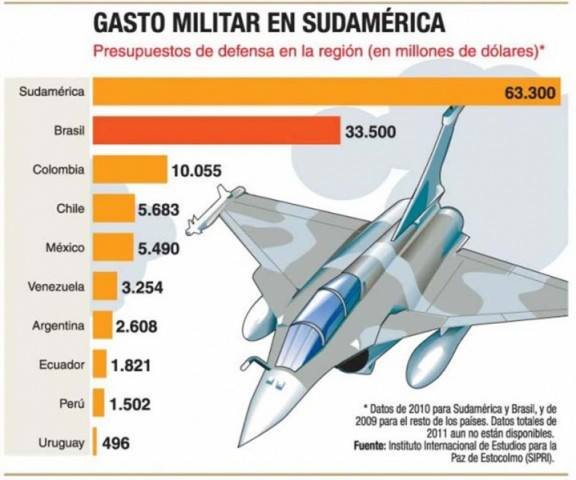 GASTO MILITAR EN SUDAMÉRICA
Presupuestos de defensa en la región (en millones de dólares)*
Sudamérica 63.300
Brasil 33.500
Colombia 10.055
Chile 5.683
México 5.490
Venezuela 3.254
Argentina 2.608
Ecuador 1.821
Perú 1.502
Uruguay 496
* Datos de 2010 para Sudamérica y Brasil, y de
2009 para el resto de los países. Datos totales de
2011 aun no están disponibles.
Fuente: Instituto Internacional de Estudios para la
Paz de Estocolmo (SIPRI).